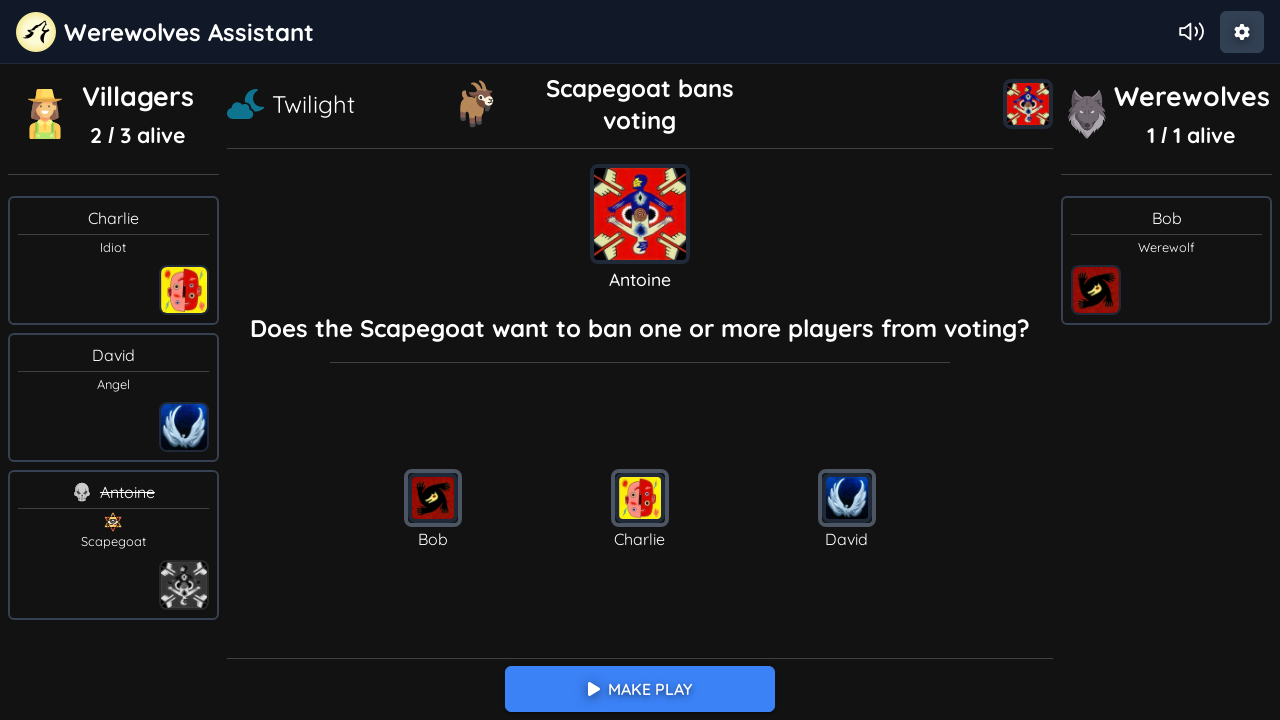 Werewolves Assistant
Villagers
2 / 3 alive
Charlie
Idiot
David
Angel
Antoine
Scapegoat
Twilight
Scapegoat bans
voting
Antoine
Does the Scapegoat want to ban one or more players from voting?
Bob
Charlie
David
MAKE PLAY
Werewolves
1 / 1 alive
Bob
Werewolf